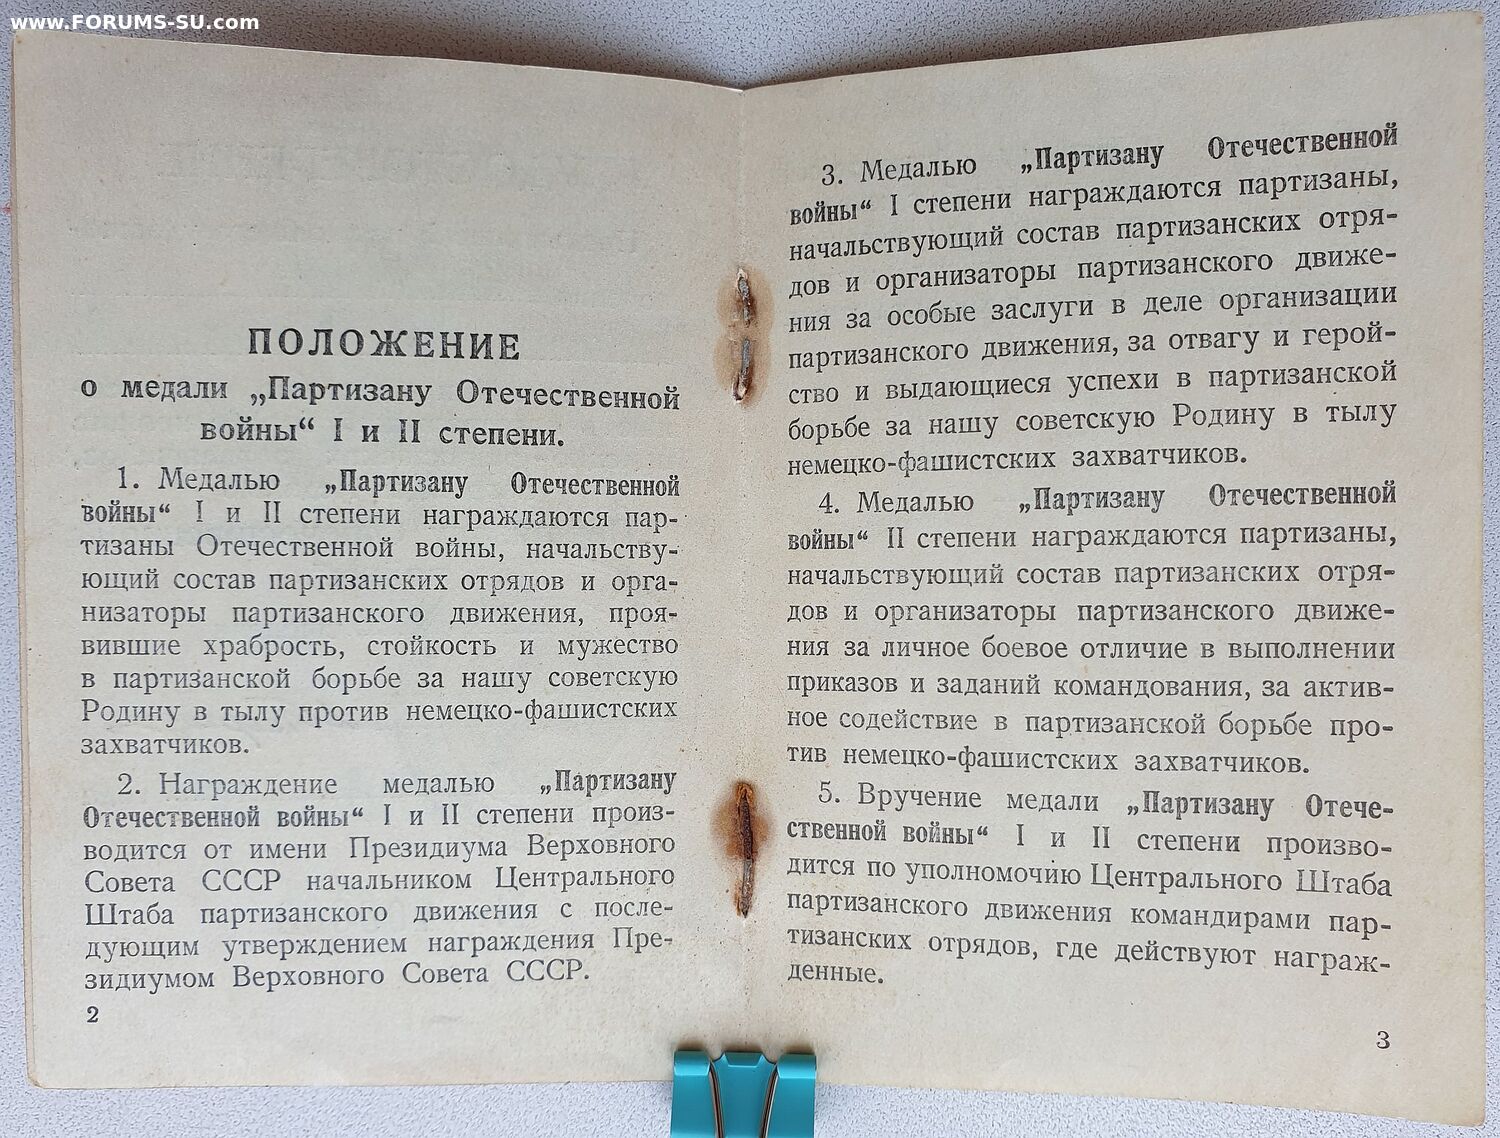 www.FORUMS-SU.com
ПОЛОЖЕНИЕ
о медали „Партизану Отечественной
войны“ I и II степени.
1. Медалью „Партизану Отечественной
войны“ I и II степени награждаются пар-
тизаны Отечественной войны, начальству-
ющий состав партизанских отрядов и орга-
низаторы партизанского движения, проя-
вившие храбрость, стойкость и мужество
в партизанской борьбе за нашу советскую
Родину в тылу против немецко-фашистских
захватчиков.
2. Награждение медалью „Партизану
Отечественной войны“ I и II степени произ-
водится от имени Президиума Верховного
Совета СССР начальником Центрального
Штаба партизанского движения с после-
дующим утверждением награждения Пре-
зидиумом Верховного Совета СССР.
2
3. Медалью „Партизану Отечественной
войны“ I степени награждаются партизаны,
начальствующий состав партизанских отря-
дов и организаторы партизанского движе-
ния за особые заслуги в деле организации
партизанского движения, за отвагу и герой-
ство и выдающиеся успехи в партизанской
борьбе за нашу советскую Родину в тылу
немецко-фашистских захватчиков.
4. Медалью „Партизану Отечественной
войны“ II степени награждаются партизаны,
начальствующий состав партизанских отря-
дов и организаторы партизанского движе-
ния за личное боевое отличие в выполнении
приказов и заданий командования, за актив-
ное содействие в партизанской борьбе про-
тив немецко-фашистских захватчиков.
5. Вручение медали „Партизану Отече-
ственной войны“ I и II степени произво-
дится по уполномочию Центрального Штаба
партизанского движения командирами пар-
тизанских отрядов, где действуют награж-
денные.
3